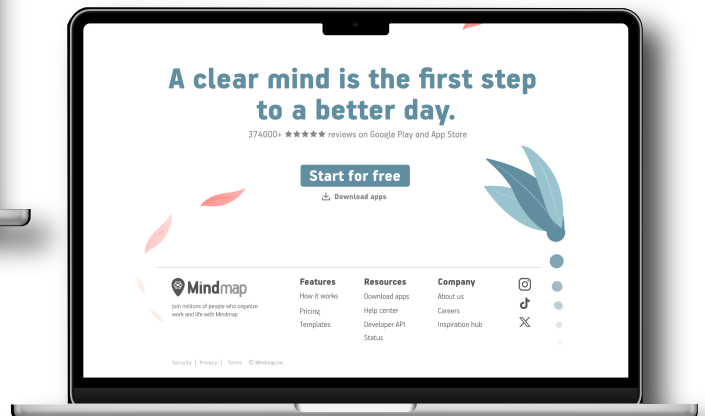 A clear mind is the first step
to a better day.
374000+ ★★★★★ reviews on Google Play and App Store
Start for free
Download apps
Mindmap
Join millions of people who organize
work and life with Mindmap
Features
How it works
Pricing
Templates
Resources
Download apps
Help center
Developer API
Status
Company
About us
Careers
Inspiration hub
Security | Privacy | Terms © Mindmap.inc